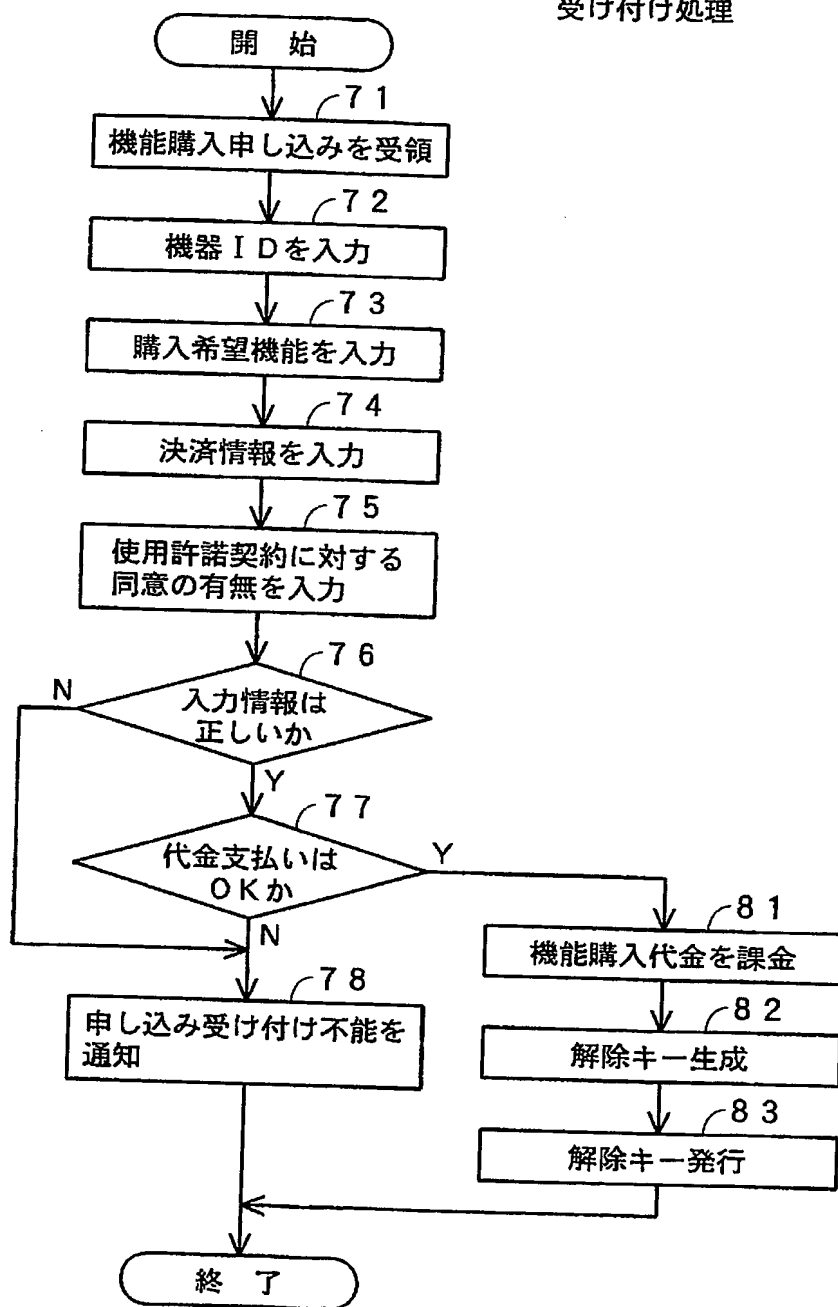 受け付け処理
開 始
71
機能購入申し込みを受領
72
機器IDを入力
73
購入希望機能を入力
74
決済情報を入力
75
使用許諾契約に対する
同意の有無を入力
76
N
入力情報は
正しいか
Y
77
代金支払いは
OKか
Y
N
81
機能購入代金を課金
78
申し込み受け付け不能を
通知
82
解除キー生成
83
解除キー発行
終 了